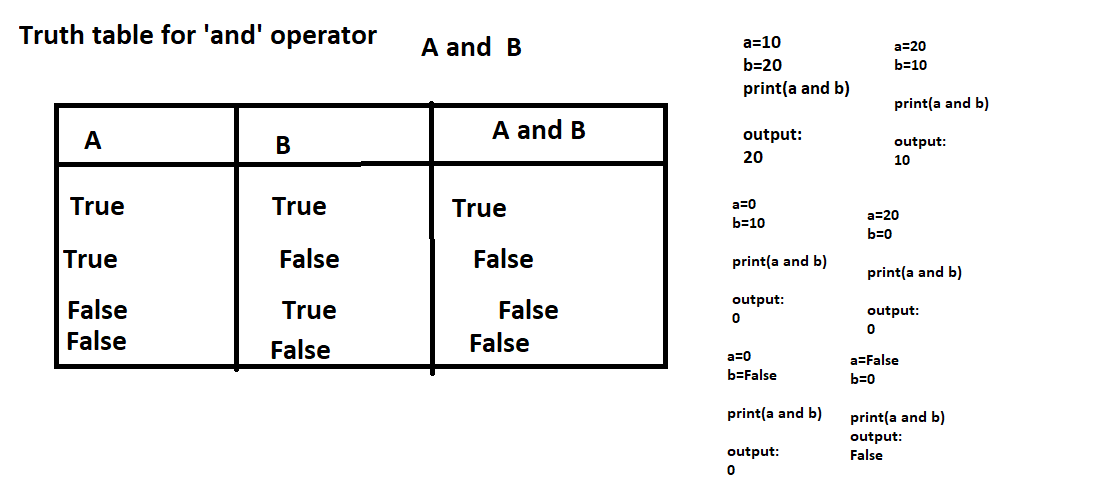 Truth table for 'and' operator
A and B
A B A and B
True True True
True False False
False True False
False False False
a=10
b=20
print(a and b)
output:
20
a=20
b=10
print(a and b)
output:
10
a=0
b=10
print(a and b)
output:
0
a=20
b=0
print(a and b)
output:
0
a=0
b=False
print(a and b)
output:
0
a=False
b=0
print(a and b)
output:
False